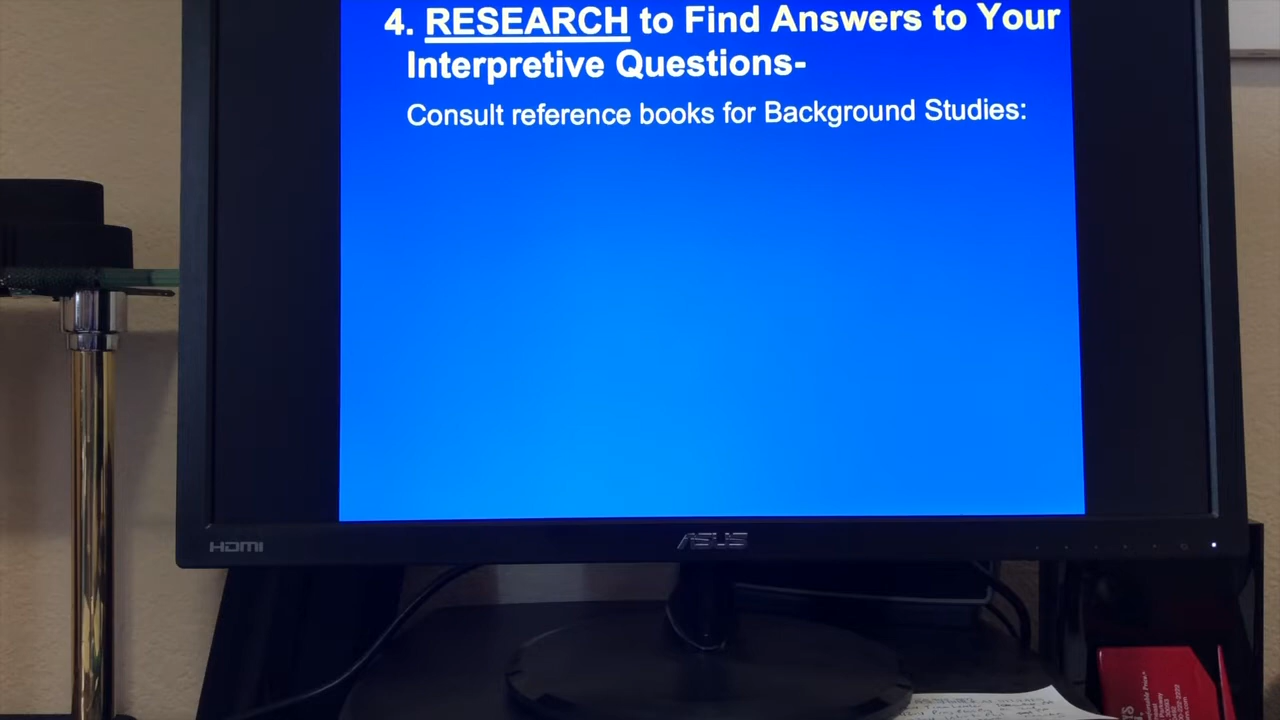 4. RESEARCH to Find Answers to Your
Interpretive Questions-
Consult reference books for Background Studies:
HDMI
ASUS